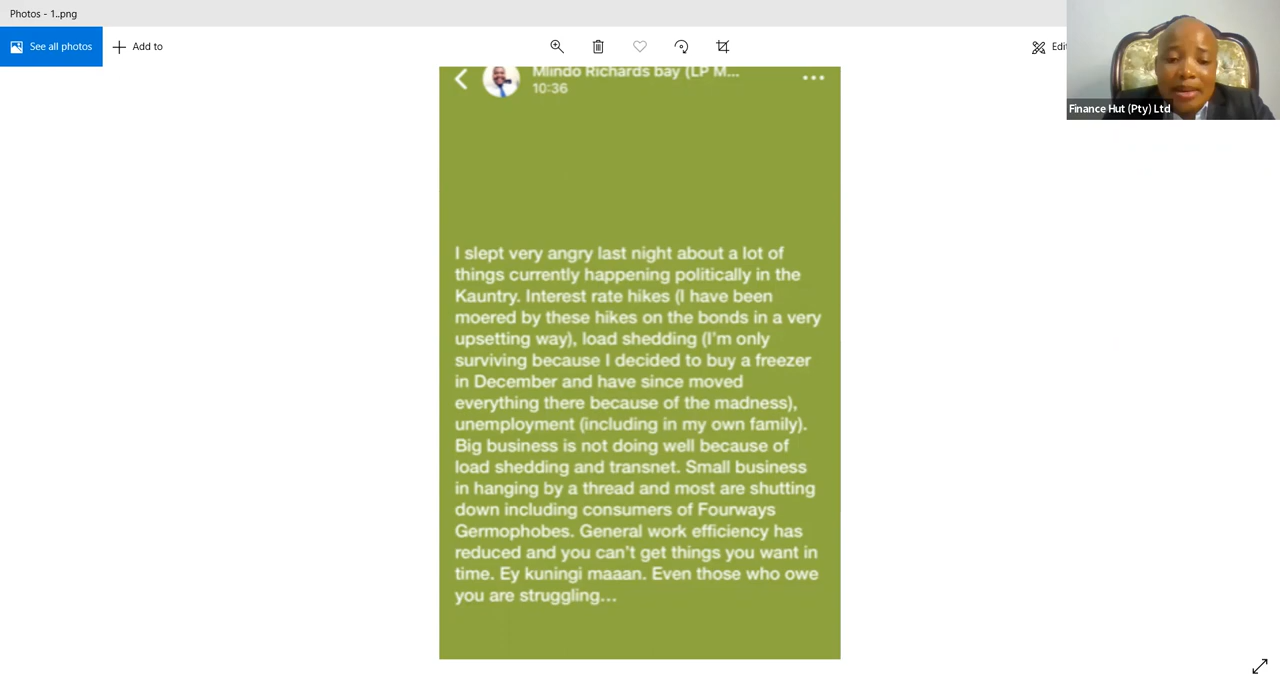 Photos - 1..png
See all photos
Add to
Finance Hut (Pty) Ltd
Mlindo Richards bay (LP M...
10:36
I slept very angry last night about a lot of
things currently happening politically in the
Kauntry. Interest rate hikes (I have been
moered by these hikes on the bonds in a very
upsetting way), load shedding (I'm only
surviving because I decided to buy a freezer
in December and have since moved
everything there because of the madness),
unemployment (including in my own family).
Big business is not doing well because of
load shedding and transnet. Small business
in hanging by a thread and most are shutting
down including consumers of Fourways
Germophobes. General work efficiency has
reduced and you can't get things you want in
time. Ey kuningi maaan. Even those who owe
you are struggling...